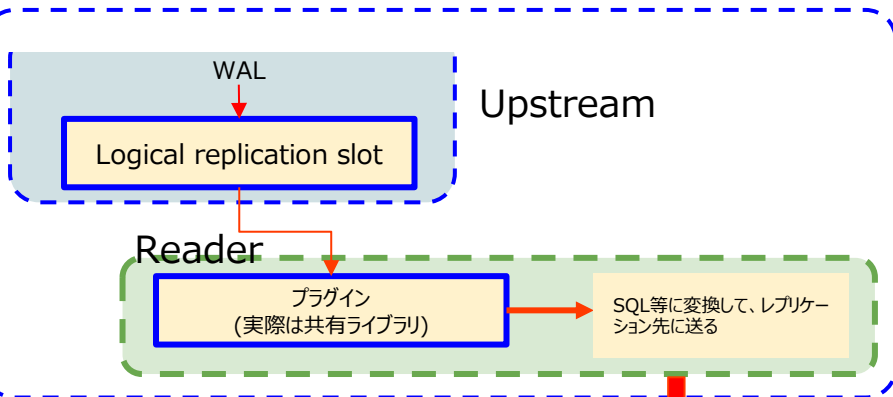 WAL
Upstream
Logical replication slot
Reader
プラグイン
(実際は共有ライブラリ)
SQL等に変換して、レプリケー
ション先に送る